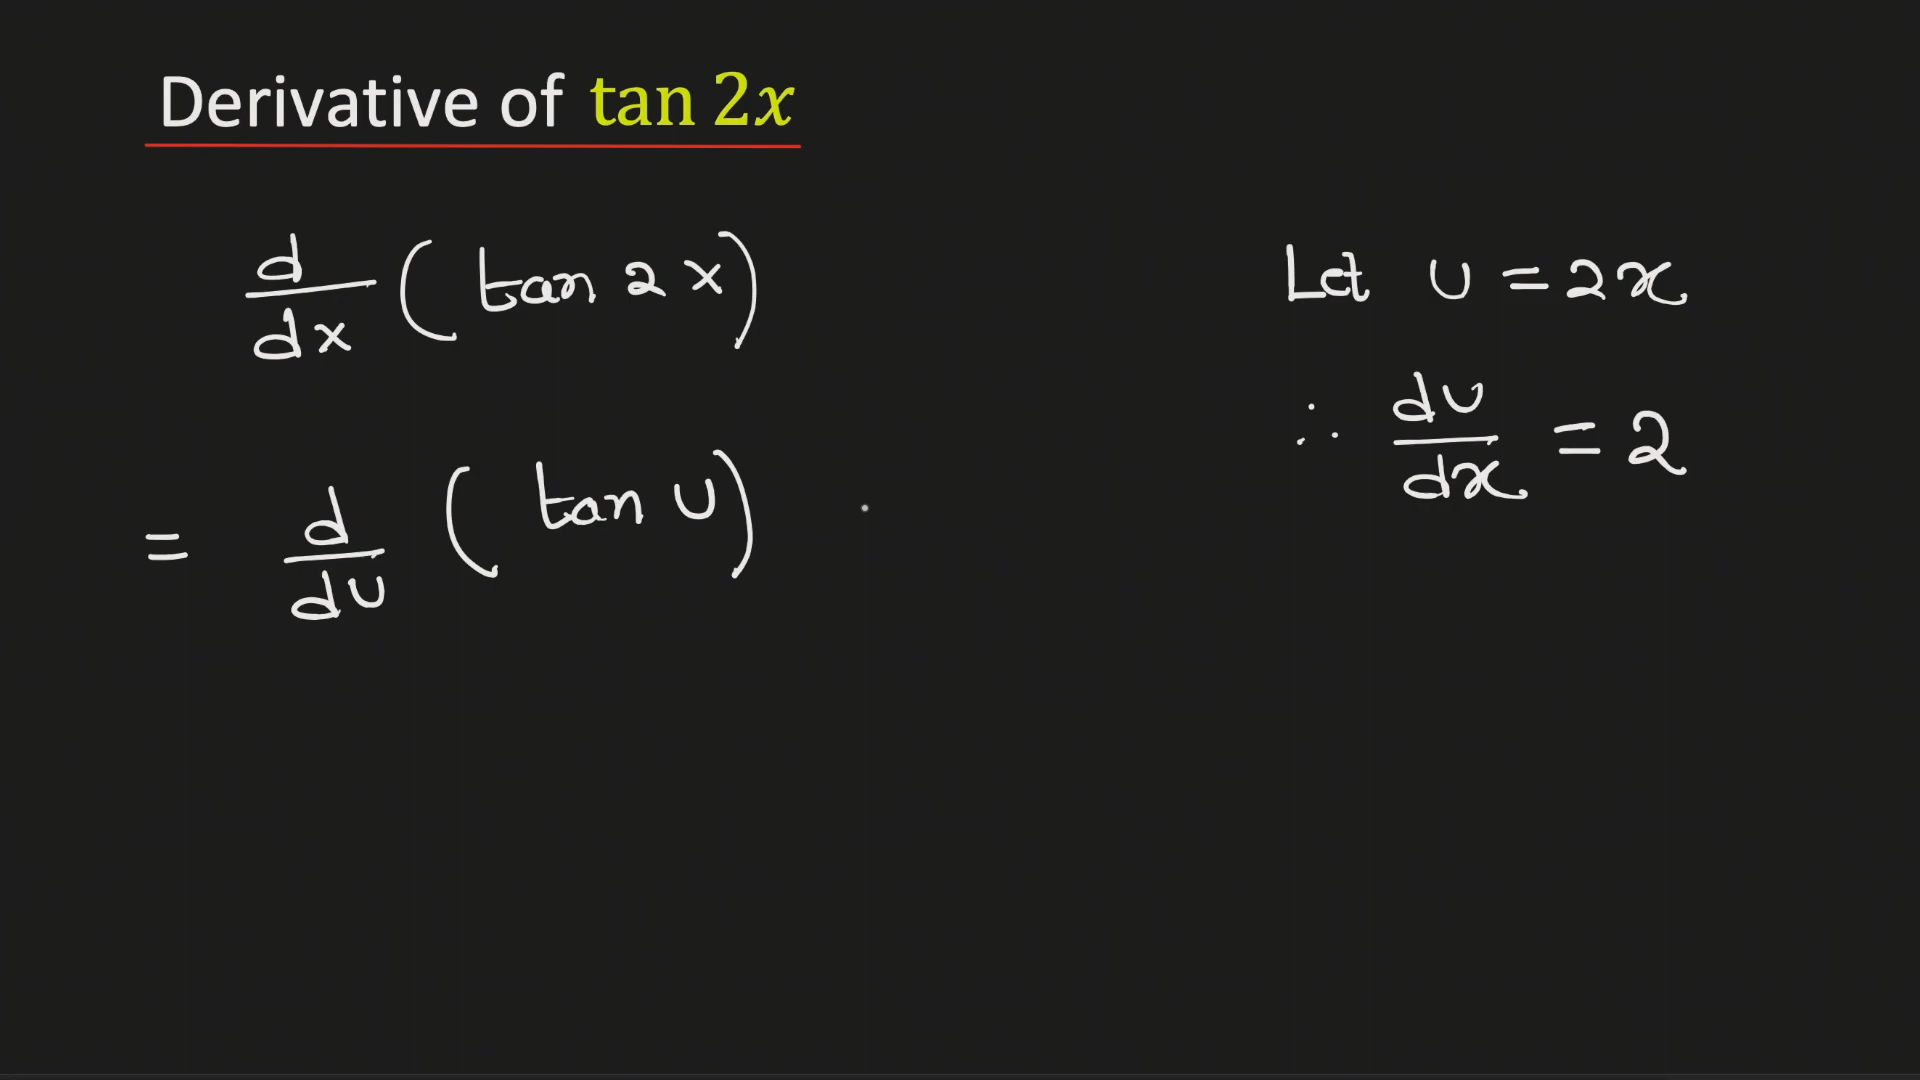 Derivative of tan 2x
d/dx (tan 2x)
= d/du (tan u)
Let u = 2x
∴ du/dx = 2